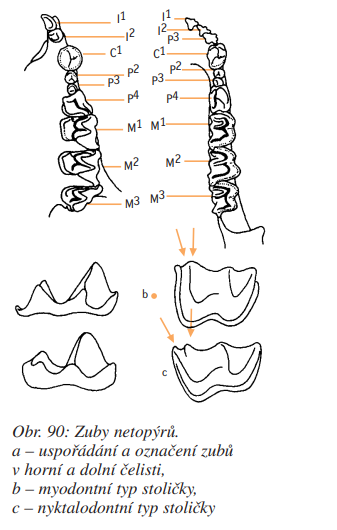 I¹
I²
C¹
P²
P³
P⁴
M¹
M²
M³
I¹
I²
P³
C¹
P²
P³
P⁴
M¹
M²
M³
b
c
Obr. 90: Zuby netopýrů.
a – uspořádání a označení zubů
v horní a dolní čelisti,
b – myodontní typ stoličky,
c – nyktalodontní typ stoličky